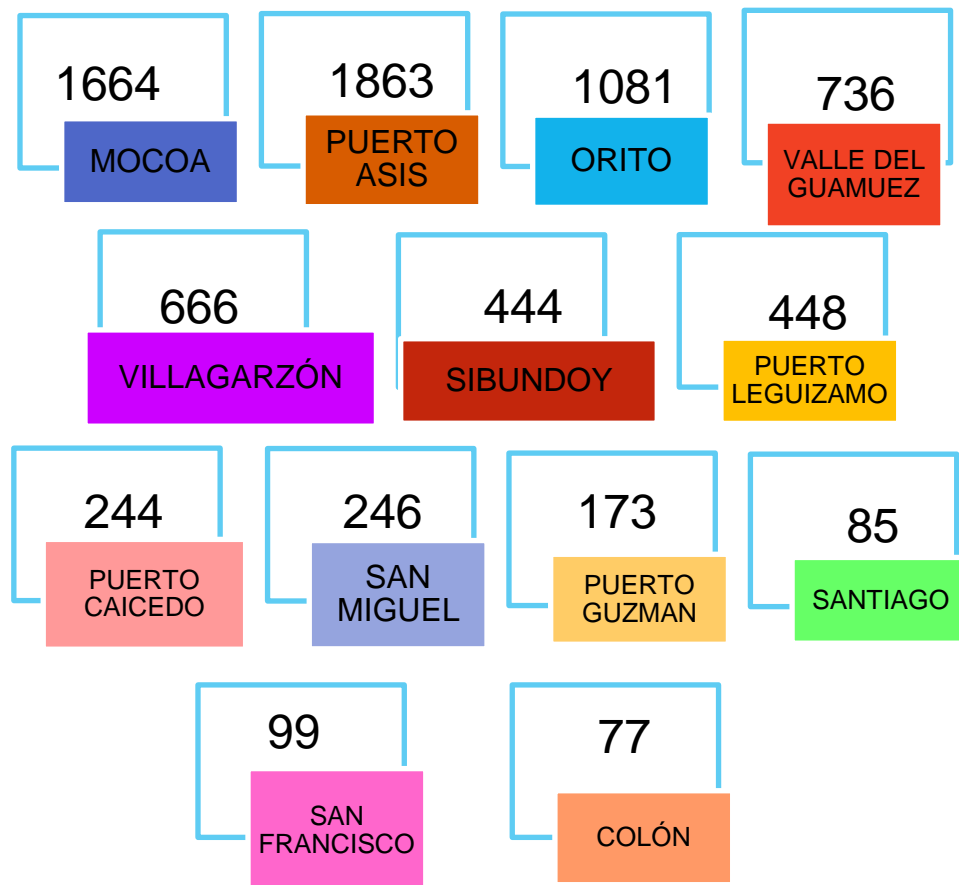 1664
MOCOA
1863
PUERTO
ASIS
1081
ORITO
736
VALLE DEL
GUAMUEZ
666
VILLAGARZÓN
444
SIBUNDOY
448
PUERTO
LEGUIZAMO
244
PUERTO
CAICEDO
246
SAN
MIGUEL
173
PUERTO
GUZMAN
85
SANTIAGO
99
SAN
FRANCISCO
77
COLÓN